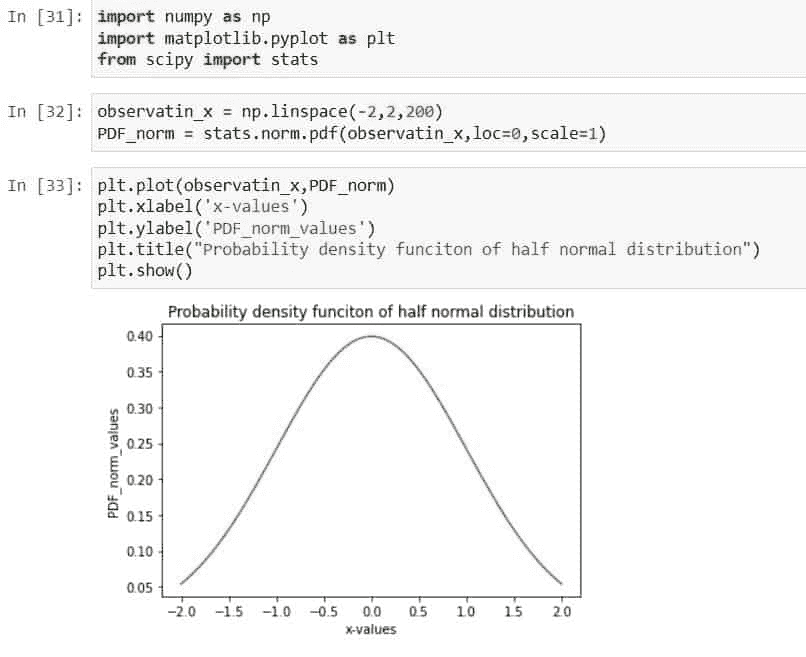 In [31]: import numpy as np
import matplotlib.pyplot as plt
from scipy import stats
In [32]: observatin_x = np.linspace(-2,2,200)
PDF_norm = stats.norm.pdf(observatin_x,loc=0,scale=1)
In [33]: plt.plot(observatin_x,PDF_norm)
plt.xlabel('x-values')
plt.ylabel('PDF_norm_values')
plt.title("Probability density funciton of half normal distribution")
plt.show()
Probability density funciton of half normal distribution
PDF_norm_values
0.40
0.35
0.30
0.25
0.20
0.15
0.10
0.05
−2.0 −1.5 −1.0 −0.5 0.0 0.5 1.0 1.5 2.0
x-values